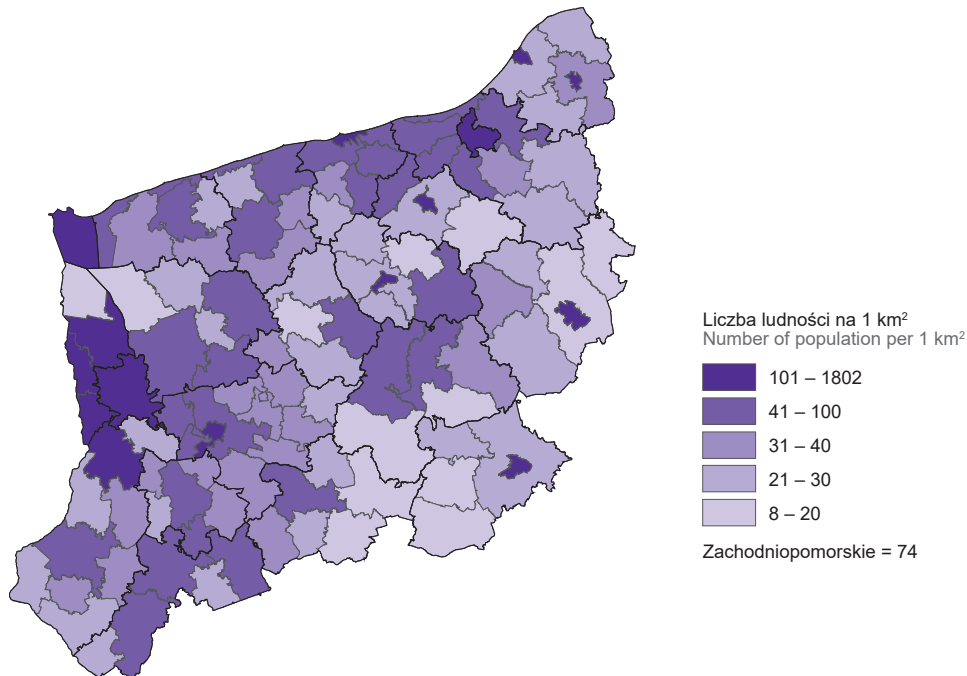 Liczba ludności na 1 km²
Number of population per 1 km²
101 – 1802
41 – 100
31 – 40
21 – 30
8 – 20
Zachodniopomorskie = 74